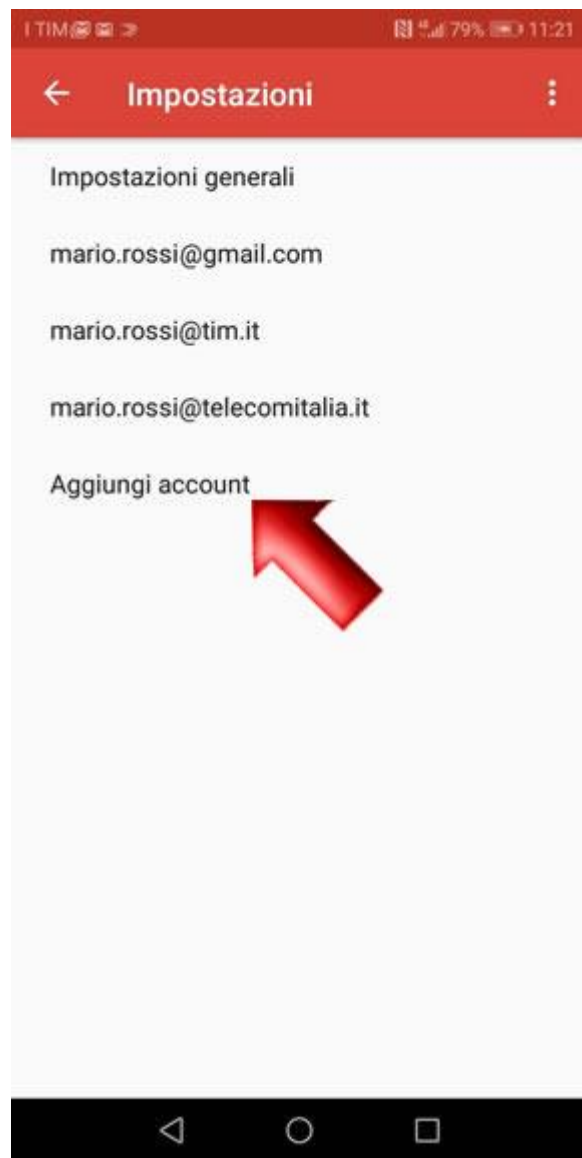 I TIM 79% 11:21
Impostazioni
Impostazioni generali
mario.rossi@gmail.com
mario.rossi@tim.it
mario.rossi@telecomitalia.it
Aggiungi account